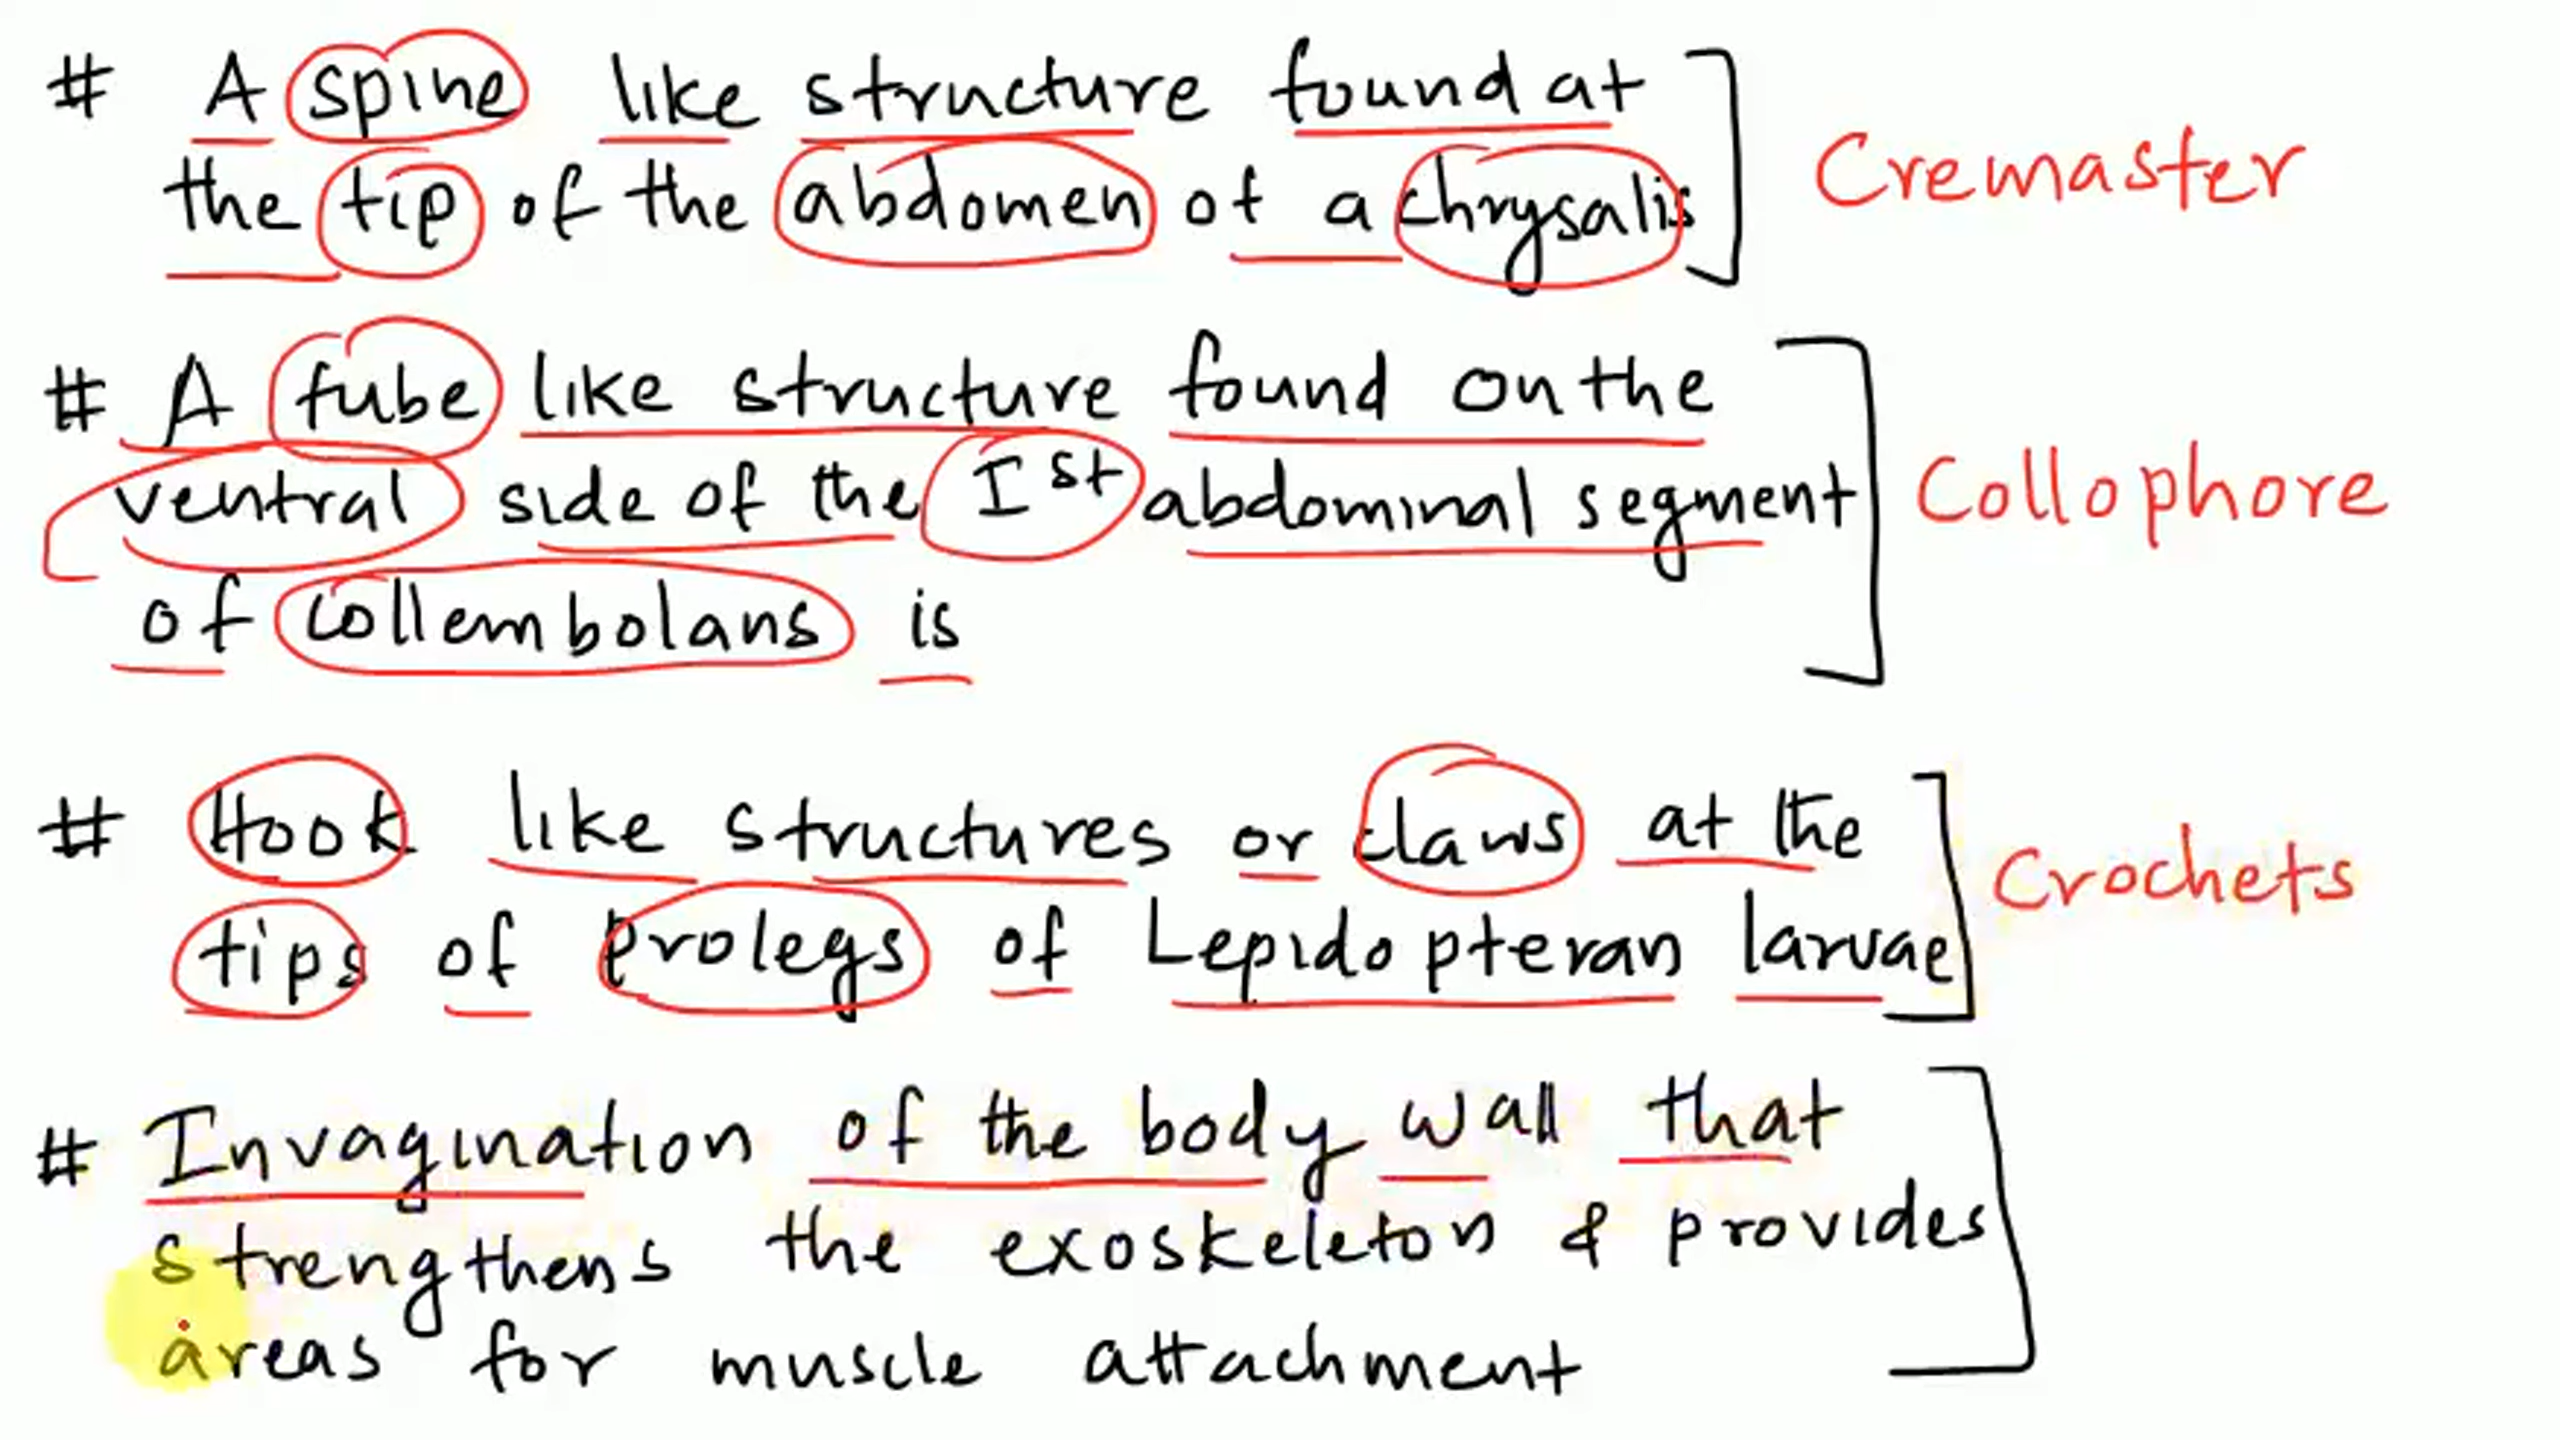 # A spine like structure found at
the tip of the abdomen of a chrysalis
Cremaster
# A tube like structure found on the
ventral side of the Ist abdominal segment
of collembolans is
Collophore
# Hook like structures or claws at the
tips of prolegs of Lepidopteran larvae
Crochets
# Invagination of the body wall that
strengthens the exoskeleton & provides
areas for muscle attachment